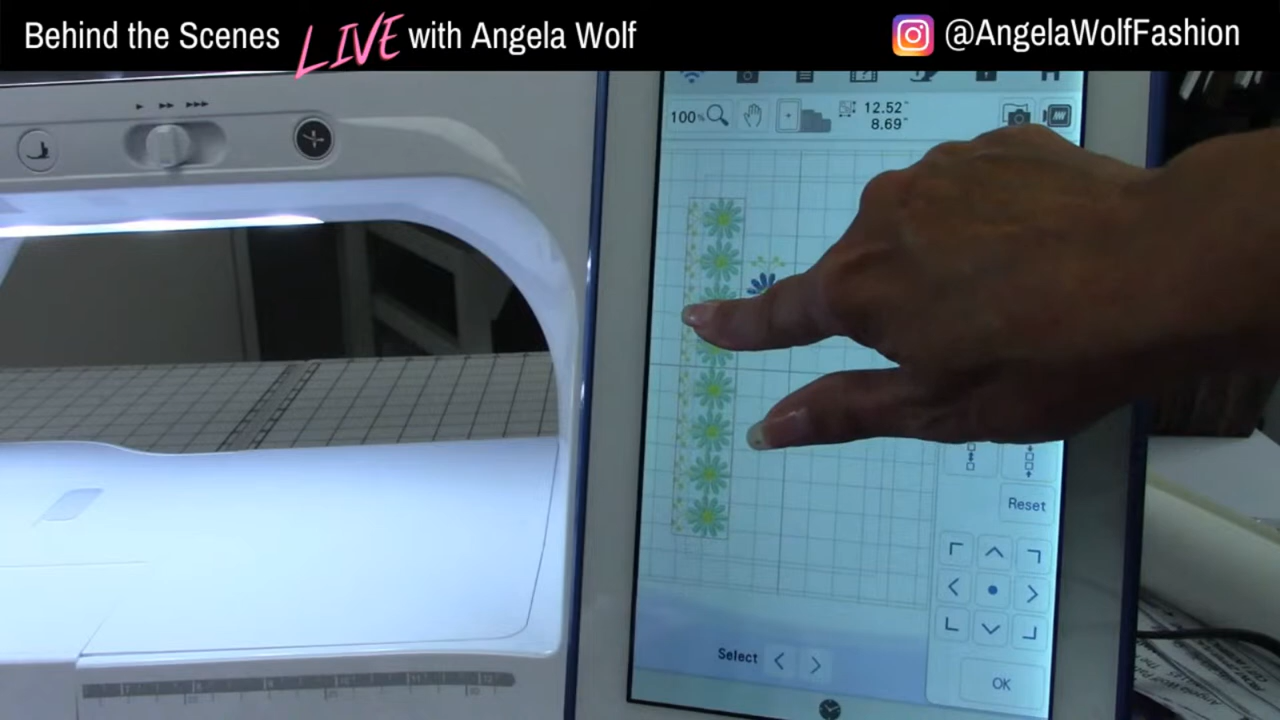 Behind the Scenes LIVE with Angela Wolf
@AngelaWolfFashion
100%
12.52"
8.69"
Reset
Select
OK